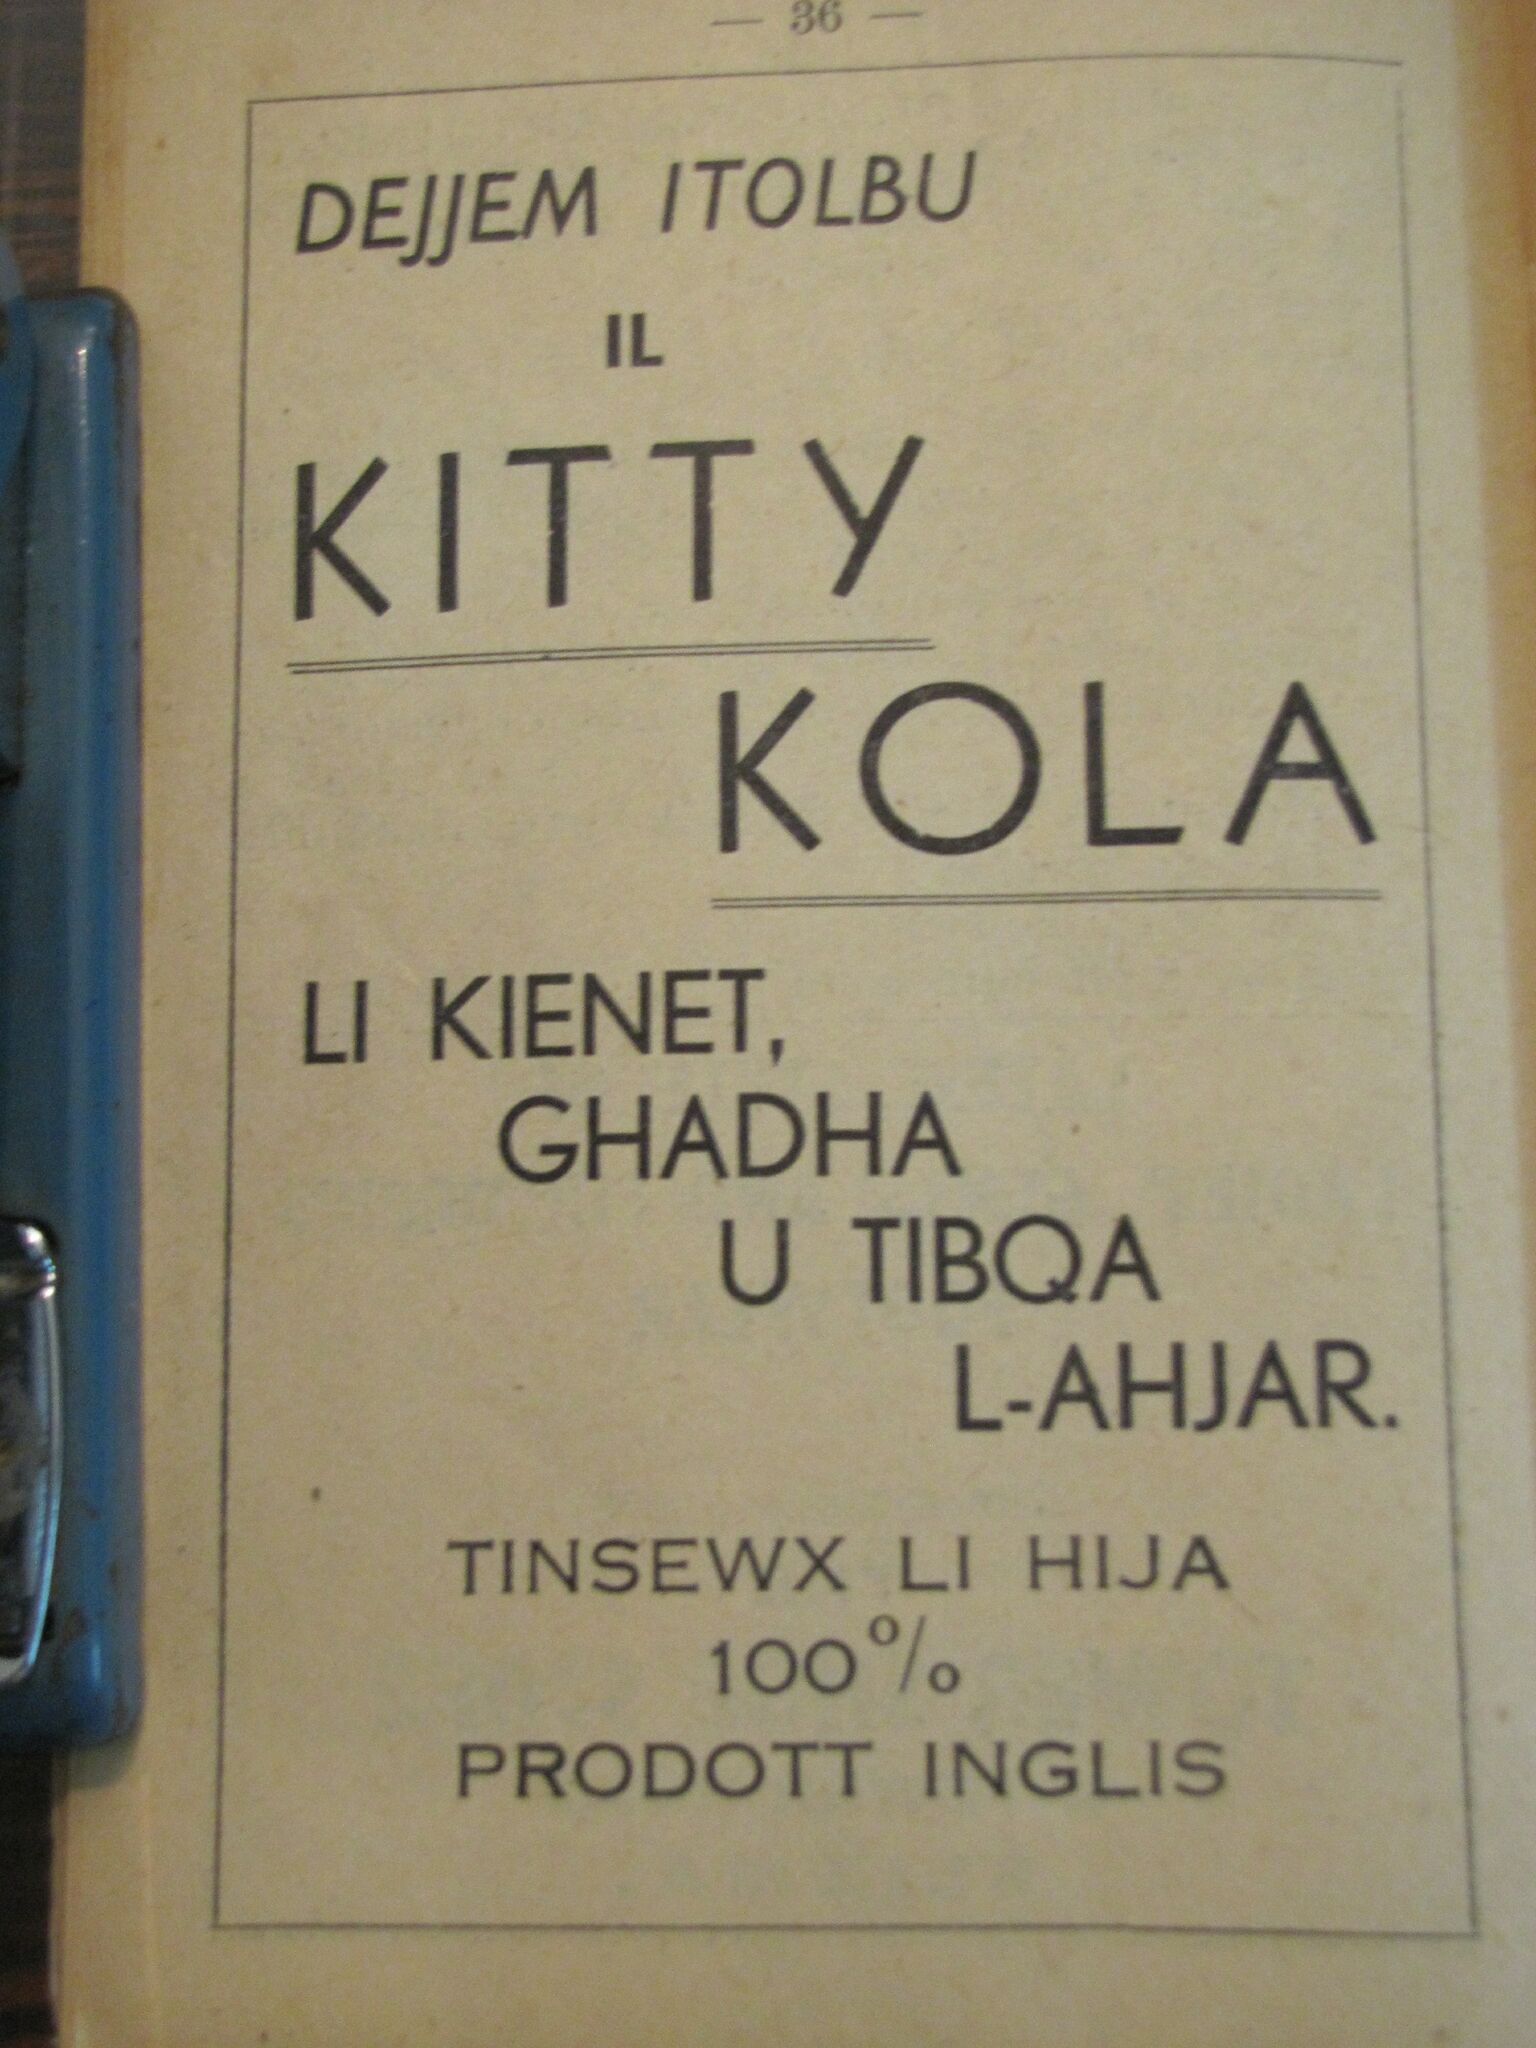 — 36 —
DEJJEM ITOLBU
IL
KITTY
KOLA
LI KIENET,
GHADHA
U TIBQA
L-AHJAR.
TINSEWX LI HIJA
100%
PRODOTT INGLIS